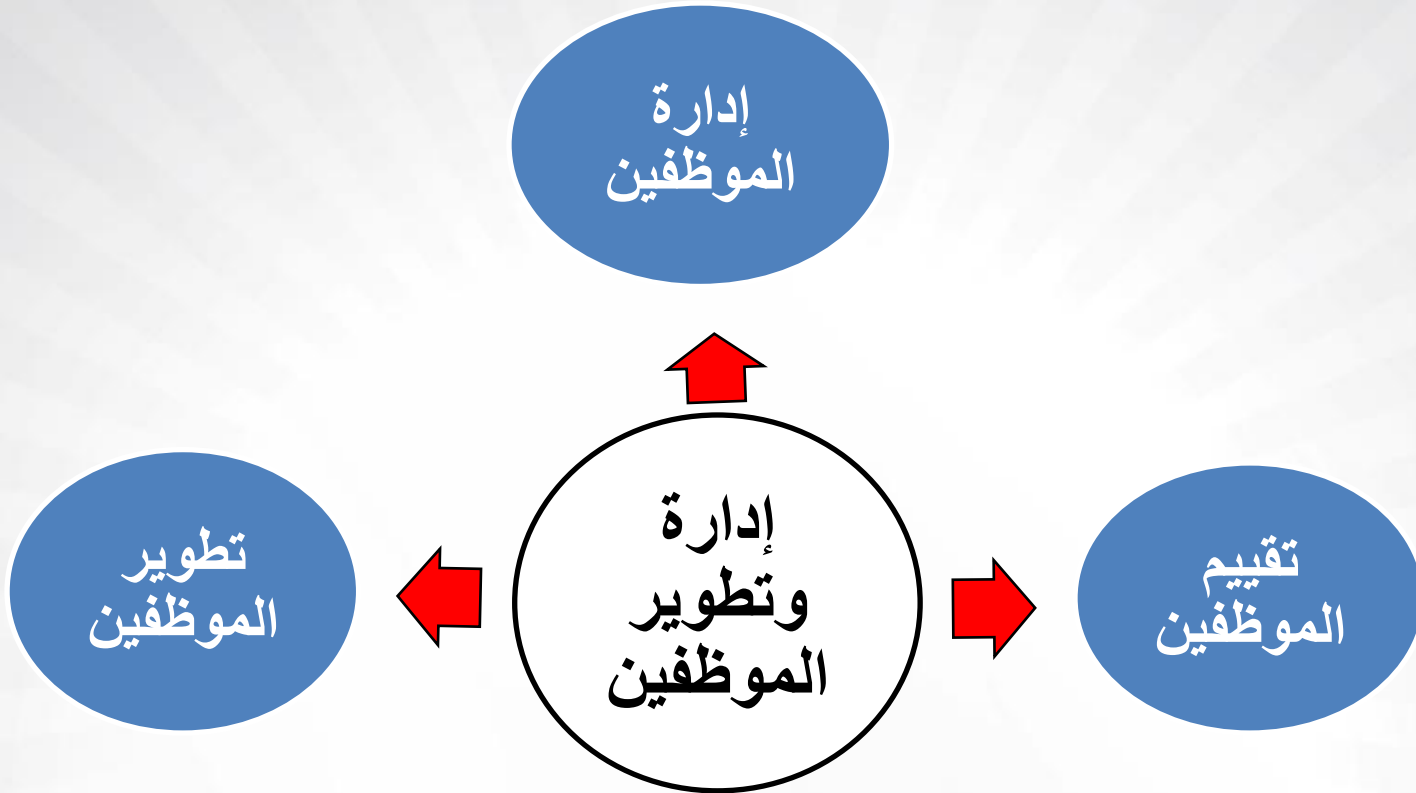 إدارة
الموظفين
إدارة
وتطوير
الموظفين
تقييم
الموظفين
تطوير
الموظفين